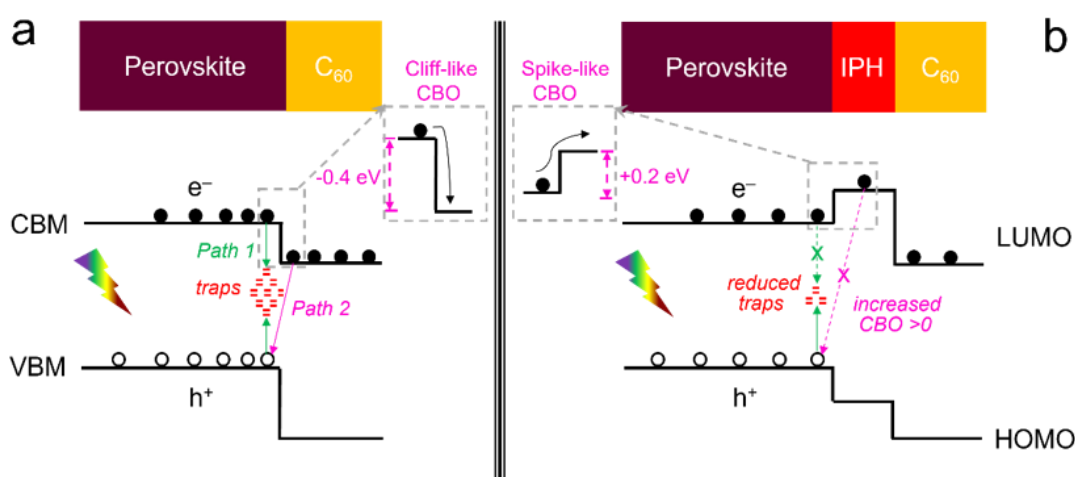 a
Perovskite
C60
Cliff-like
CBO
-0.4 eV
e−
CBM
Path 1
traps
Path 2
VBM
h+
b
Perovskite
IPH
C60
Spike-like
CBO
+0.2 eV
e−
LUMO
X
X
reduced
traps
increased
CBO >0
h+
HOMO